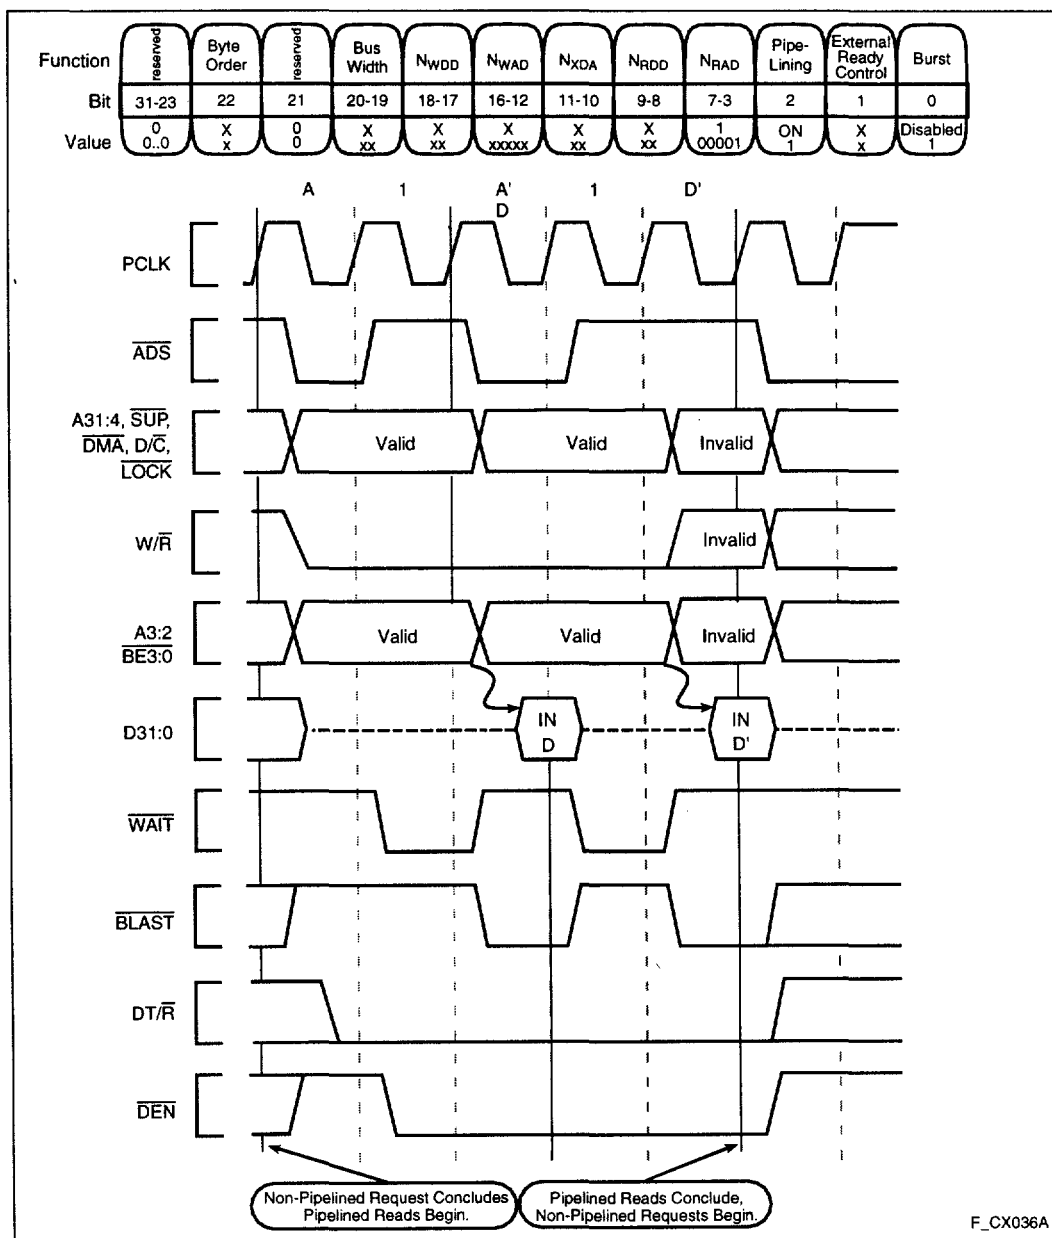 Function reserved Byte Order reserved Bus Width NWDD NWAD NXDA NRDD NRAD Pipe-Lining External Ready Control Burst
Bit 31-23 22 21 20-19 18-17 16-12 11-10 9-8 7-3 2 1 0
Value 0 X 0 X X X X X 1 ON X Disabled
0..0 x 0 xx xx xxxxx xx xx 00001 1 x 1
A 1 A' 1 D'
D
PCLK
ADS
A31:4, SUP,
DMA, D/C,
LOCK
Valid Valid Invalid
W/R
Invalid
A3:2
BE3:0
Valid Valid Invalid
D31:0
IN IN
D D'
WAIT
BLAST
DT/R
DEN
Non-Pipelined Request Concludes
Pipelined Reads Begin.
Pipelined Reads Conclude,
Non-Pipelined Requests Begin.
F_CX036A